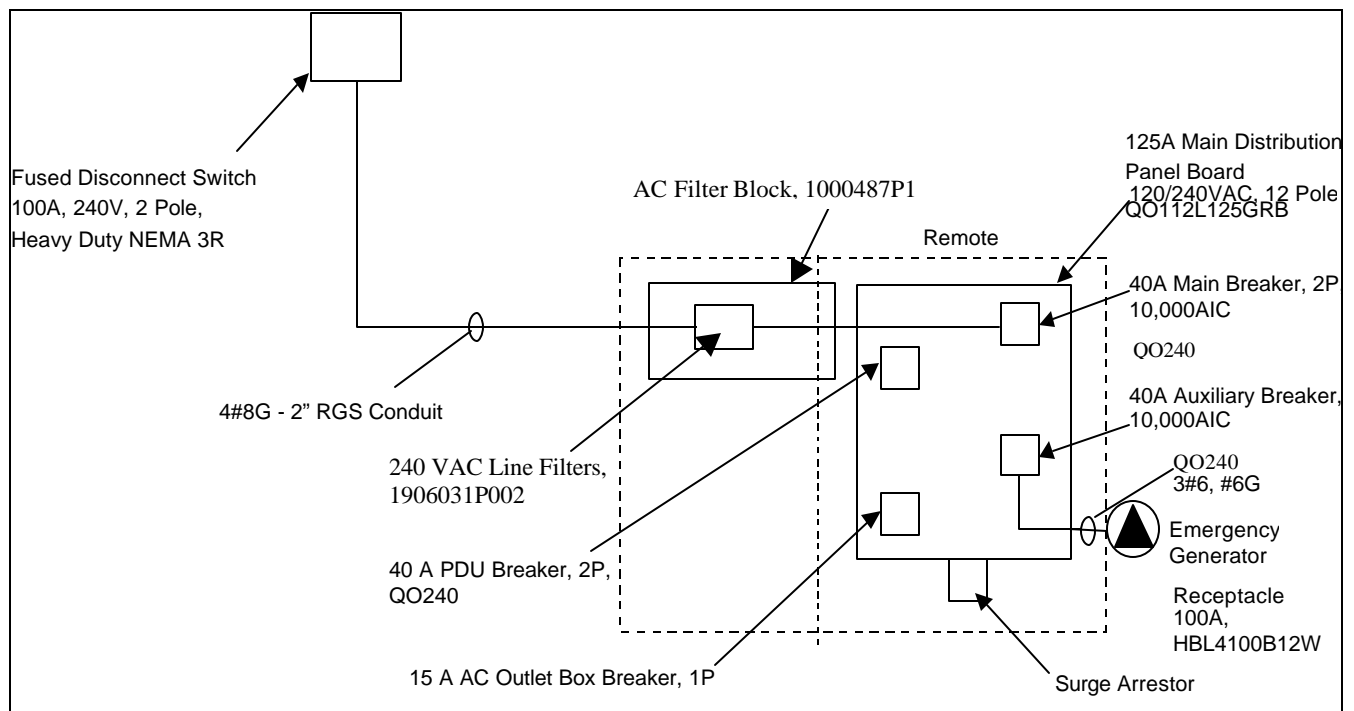 Fused Disconnect Switch
100A, 240V, 2 Pole,
Heavy Duty NEMA 3R
AC Filter Block, 1000487P1
Remote
125A Main Distribution
Panel Board
120/240VAC, 12 Pole
QO112L125GRB
40A Main Breaker, 2P,
10,000AIC
QO240
40A Auxiliary Breaker,
10,000AIC
QO240
3#6, #6G
Emergency
Generator
Receptacle
100A,
HBL4100B12W
4#8G - 2” RGS Conduit
240 VAC Line Filters,
1906031P002
40 A PDU Breaker, 2P,
QO240
15 A AC Outlet Box Breaker, 1P
Surge Arrestor